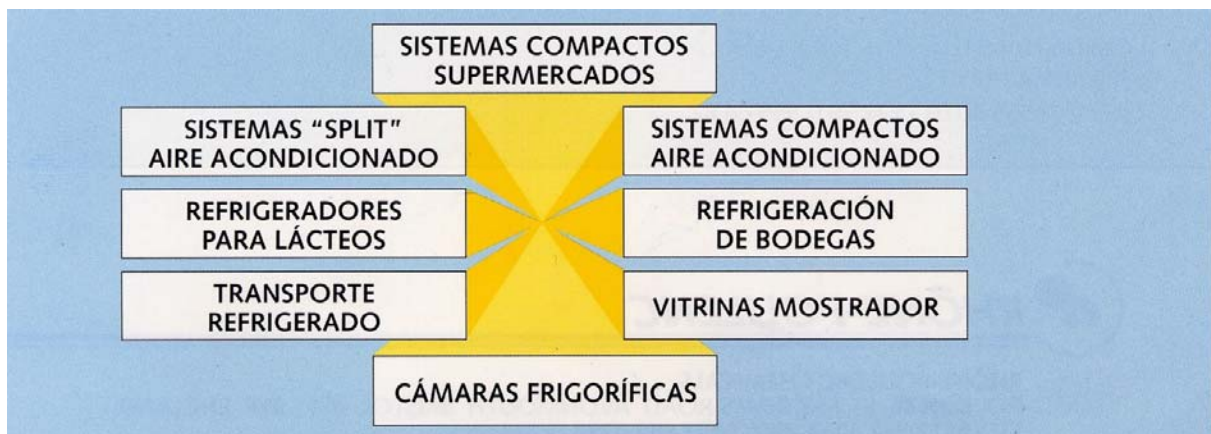 SISTEMAS COMPACTOS
SUPERMERCADOS
SISTEMAS “SPLIT”
AIRE ACONDICIONADO
SISTEMAS COMPACTOS
AIRE ACONDICIONADO
REFRIGERADORES
PARA LÁCTEOS
REFRIGERACIÓN
DE BODEGAS
TRANSPORTE
REFRIGERADO
VITRINAS MOSTRADOR
CÁMARAS FRIGORÍFICAS